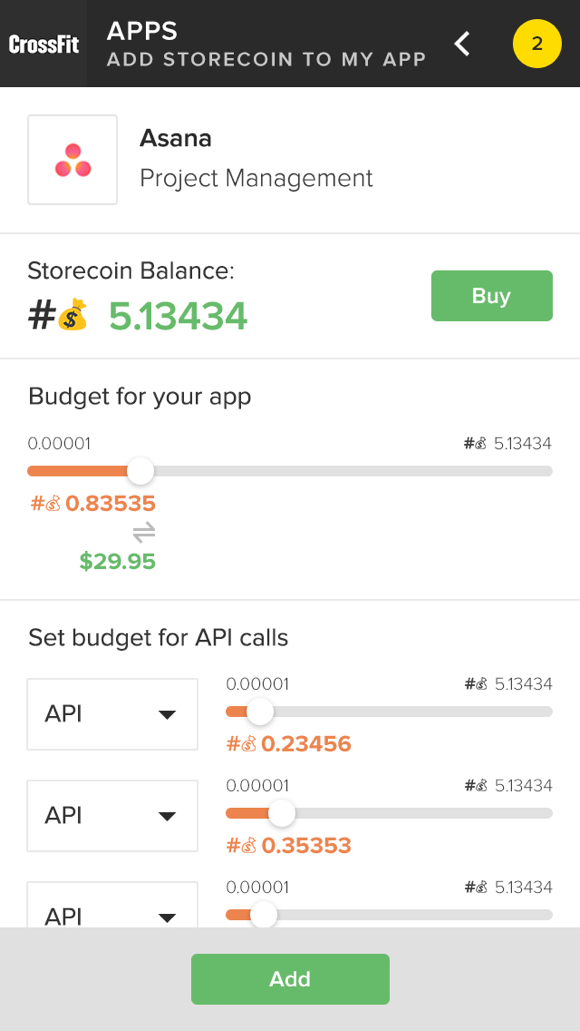 CrossFit
APPS
ADD STORECOIN TO MY APP
2
Asana
Project Management
Storecoin Balance:
#💰 5.13434
Buy
Budget for your app
0.00001 #💰 5.13434
#💰 0.83535
$29.95
Set budget for API calls
API
0.00001 #💰 5.13434
#💰 0.23456
API
0.00001 #💰 5.13434
#💰 0.35353
API
0.00001 #💰 5.13434
Add